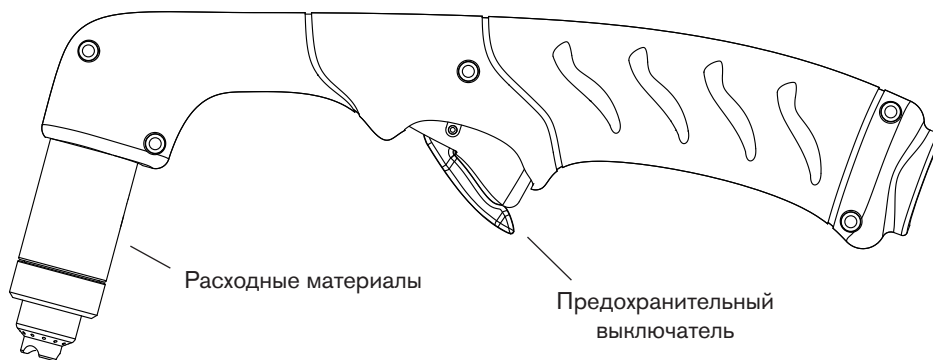 Расходные материалы
Предохранительный
выключатель